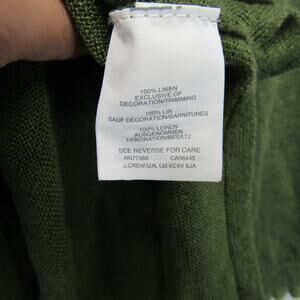 100% LINEN
EXCLUSIVE OF
DECORATION/TRIMMING
100% LIN
SAUF DÉCORATION/GARNITURES
100% LEINEN
AUSGENOMMEN
DEKORATION/BESATZ
SEE REVERSE FOR CARE
RN77388 CA56445
J.CREW U.K. Ltd EC4V 6JA